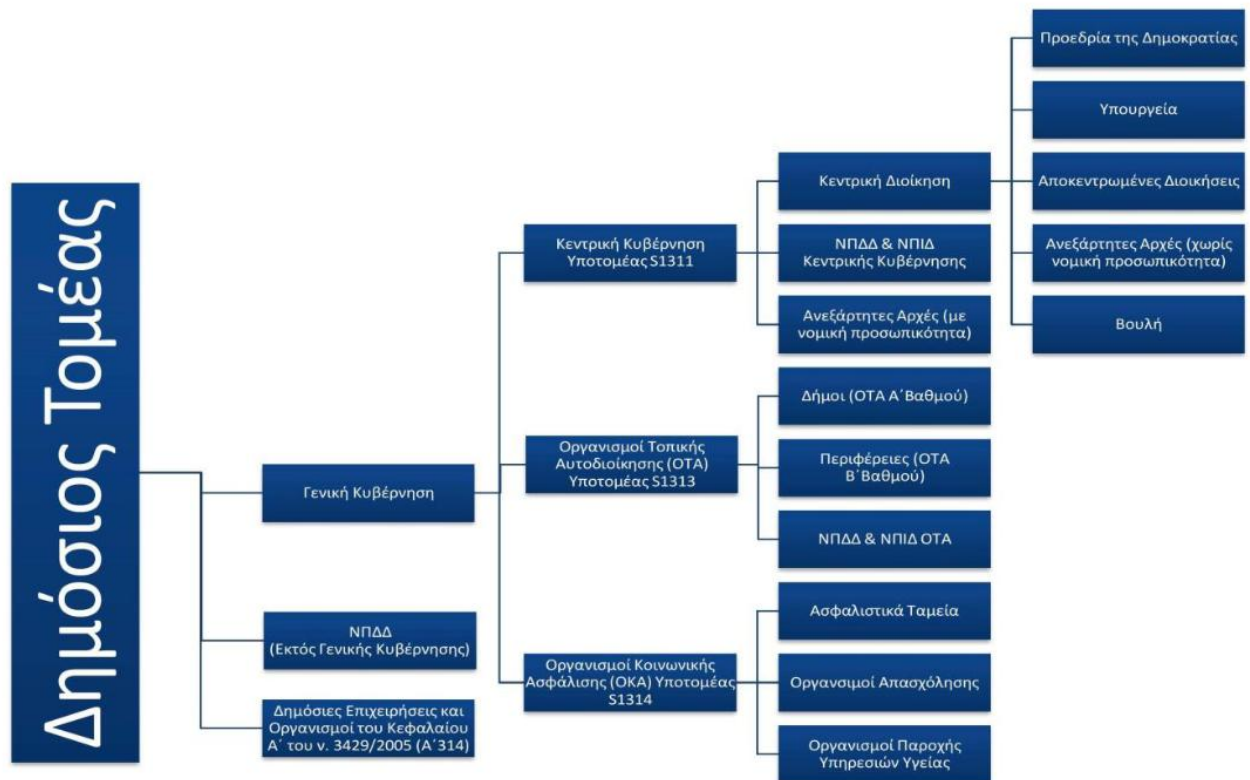 Δημόσιος Τομέας
Γενική Κυβέρνηση
ΝΠΔΔ
(Εκτός Γενικής Κυβέρνησης)
Δημόσιες Επιχειρήσεις και
Οργανισμοί του Κεφαλαίου
Α΄ του ν. 3429/2005 (Α΄314)
Κεντρική Κυβέρνηση
Υποτομέας S1311
Οργανισμοί Τοπικής
Αυτοδιοίκησης (ΟΤΑ)
Υποτομέας S1313
Οργανισμοί Κοινωνικής
Ασφάλισης (ΟΚΑ) Υποτομέας
S1314
Κεντρική Διοίκηση
ΝΠΔΔ & ΝΠΙΔ
Κεντρικής Κυβέρνησης
Ανεξάρτητες Αρχές (με
νομική προσωπικότητα)
Δήμοι (ΟΤΑ Α΄Βαθμού)
Περιφέρειες (ΟΤΑ
Β΄Βαθμού)
ΝΠΔΔ & ΝΠΙΔ ΟΤΑ
Ασφαλιστικά Ταμεία
Οργανσιμοί Απασχόλησης
Οργανισμοί Παροχής
Υπηρεσιών Υγείας
Προεδρία της Δημοκρατίας
Υπουργεία
Αποκεντρωμένες Διοικήσεις
Ανεξάρτητες Αρχές (χωρίς
νομική προσωπικότητα)
Βουλή